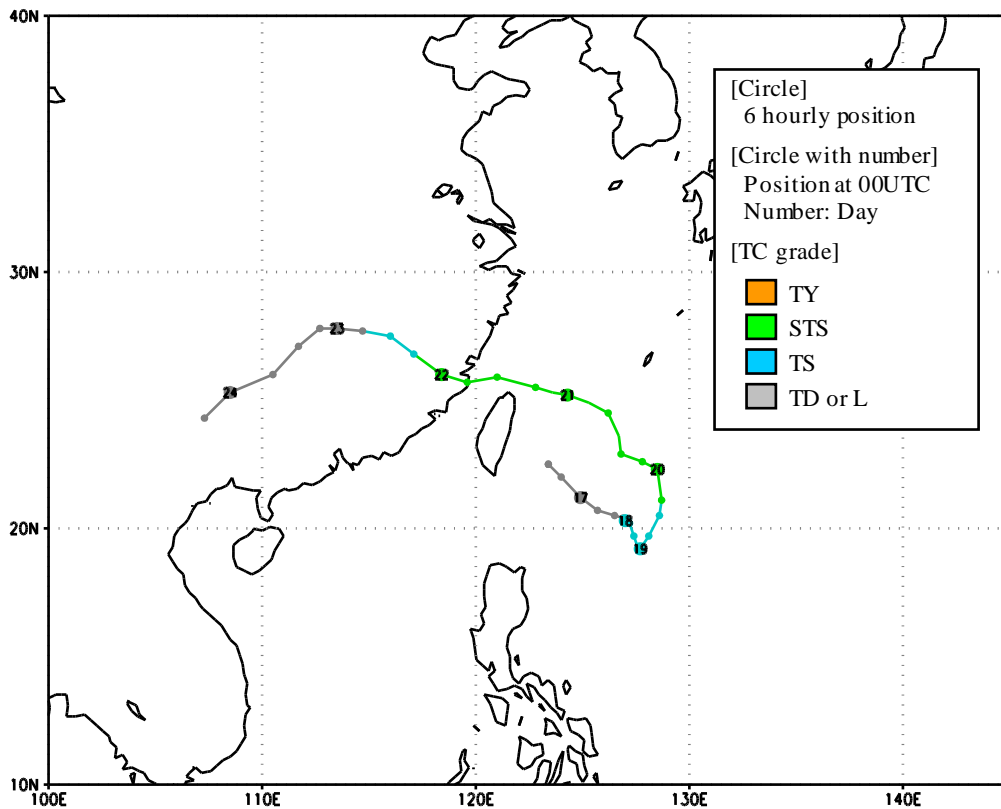 40N
30N
20N
10N
100E
110E
120E
130E
140E
[Circle]
6 hourly position
[Circle with number]
Position at 00UTC
Number: Day
[TC grade]
TY
STS
TS
TD or L
17
18
19
20
21
22
23
24